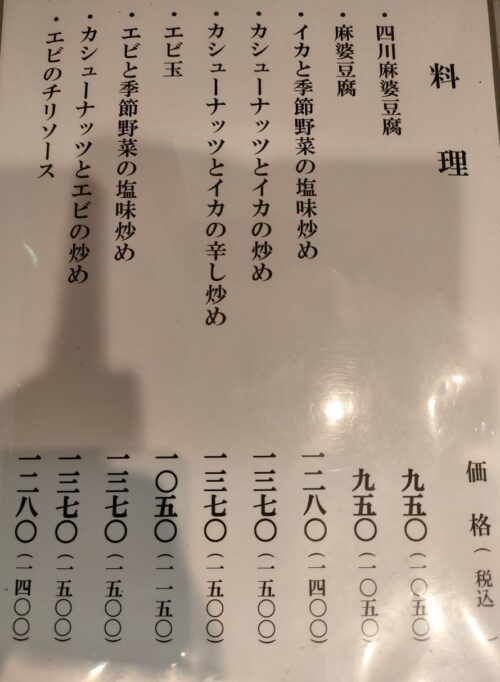 料理
・四川麻婆豆腐
・麻婆豆腐
・イカと季節野菜の塩味炒め
・カシューナッツとイカの炒め
・カシューナッツとイカの辛し炒め
・エビ玉
・エビと季節野菜の塩味炒め
・カシューナッツとエビの炒め
・エビのチリソース
価格(税込)
九五〇(一〇五〇)
九五〇(一〇五〇)
一二八〇(一四〇〇)
一三七〇(一五〇〇)
一三七〇(一五〇〇)
一〇五〇(一一五〇)
一三七〇(一五〇〇)
一三七〇(一五〇〇)
一二八〇(一四〇〇)